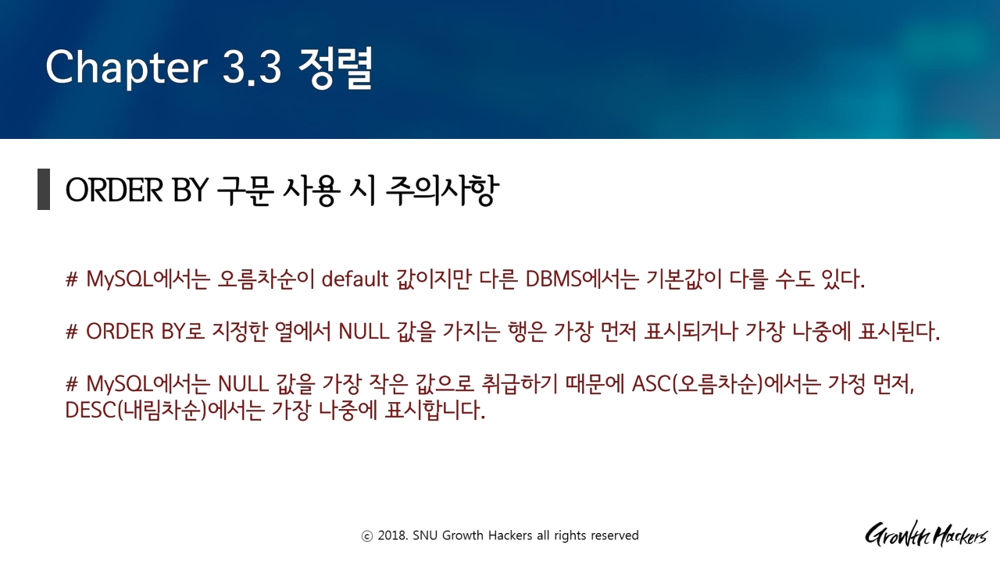 Chapter 3.3 정렬
ORDER BY 구문 사용 시 주의사항
# MySQL에서는 오름차순이 default 값이지만 다른 DBMS에서는 기본값이 다를 수도 있다.
# ORDER BY로 지정한 열에서 NULL 값을 가지는 행은 가장 먼저 표시되거나 가장 나중에 표시된다.
# MySQL에서는 NULL 값을 가장 작은 값으로 취급하기 때문에 ASC(오름차순)에서는 가정 먼저,
DESC(내림차순)에서는 가장 나중에 표시합니다.
ⓒ 2018. SNU Growth Hackers all rights reserved
Growth Hackers